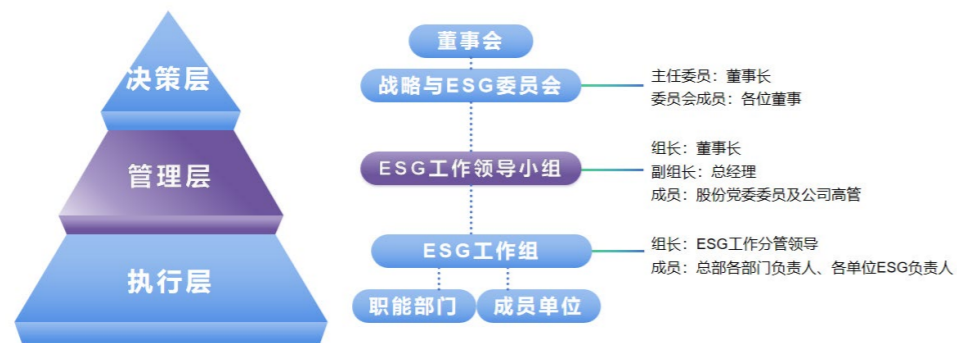 决策层
管理层
执行层
董事会
战略与ESG委员会
主任委员：董事长
委员会成员：各位董事
ESG工作领导小组
组长：董事长
副组长：总经理
成员：股份党委委员及公司高管
ESG工作组
组长：ESG工作分管领导
成员：总部各部门负责人、各单位ESG负责人
职能部门
成员单位